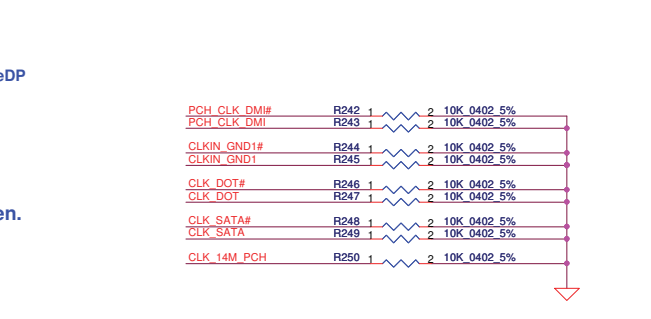 eDP
PCH_CLK_DMI# R242 1 2 10K_0402_5%
PCH_CLK_DMI R243 1 2 10K_0402_5%
CLKIN_GND1# R244 1 2 10K_0402_5%
CLKIN_GND1 R245 1 2 10K_0402_5%
CLK_DOT# R246 1 2 10K_0402_5%
CLK_DOT R247 1 2 10K_0402_5%
en.
CLK_SATA# R248 1 2 10K_0402_5%
CLK_SATA R249 1 2 10K_0402_5%
CLK_14M_PCH R250 1 2 10K_0402_5%